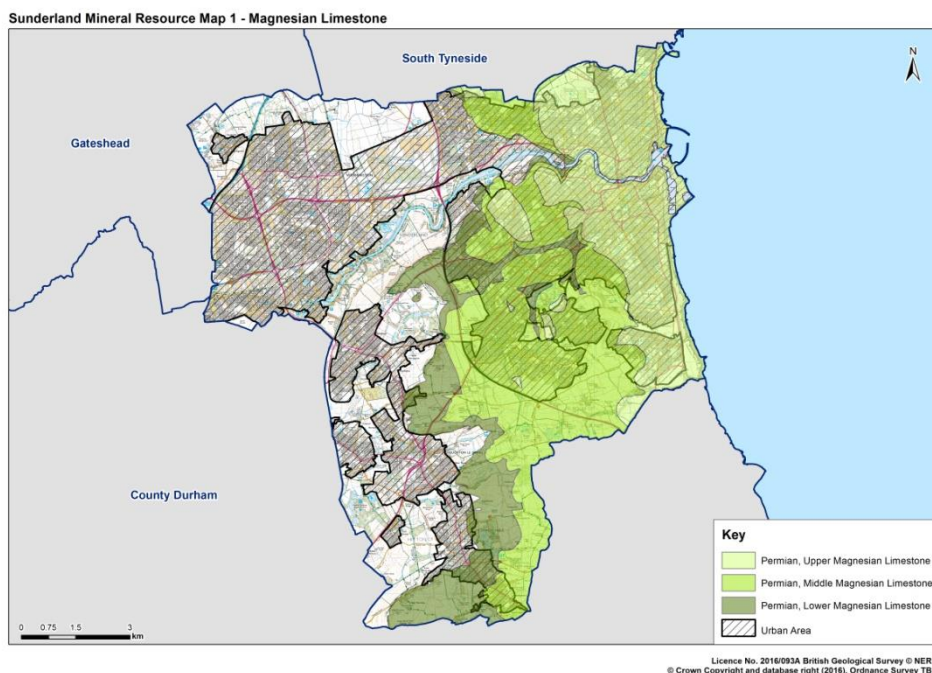 Sunderland Mineral Resource Map 1 - Magnesian Limestone
South Tyneside
N
Gateshead
County Durham
Key
Permian, Upper Magnesian Limestone
Permian, Middle Magnesian Limestone
Permian, Lower Magnesian Limestone
Urban Area
0 0.75 1.5 3
km
Licence No. 2016/093A British Geological Survey © NER
© Crown Copyright and database right (2016). Ordnance Survey TB